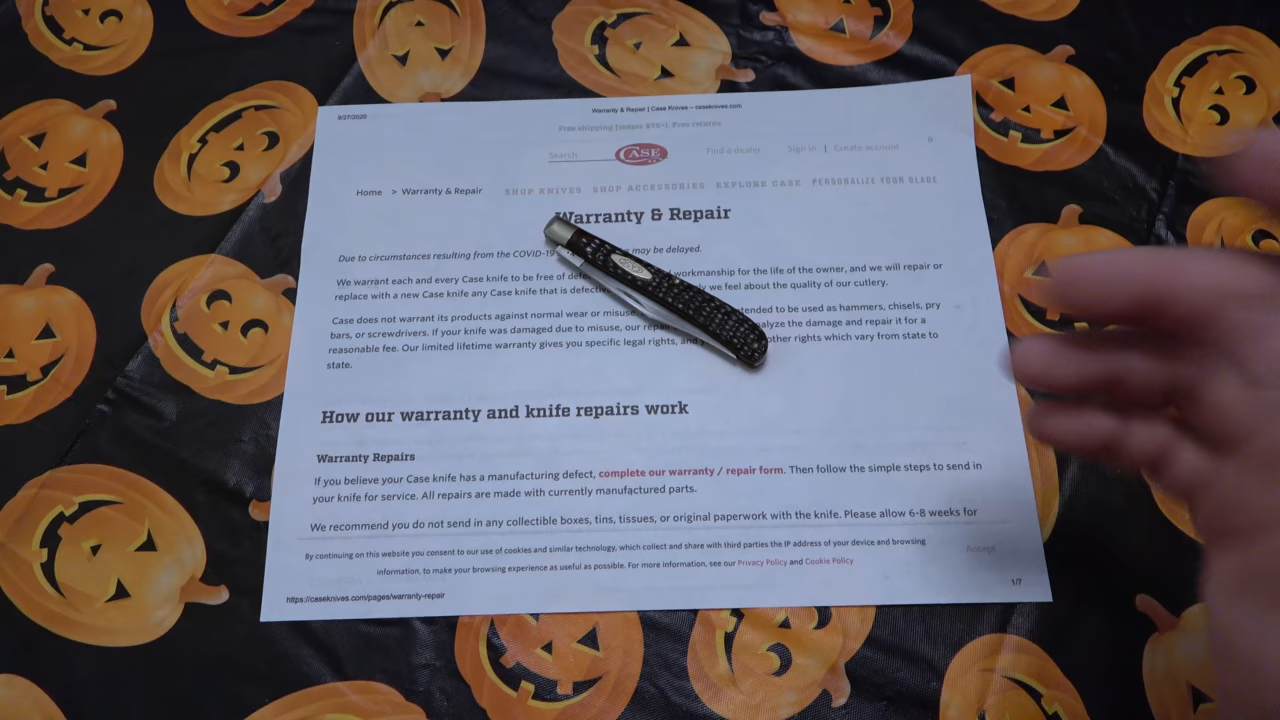 9/27/2020
Warranty & Repair | Case Knives – caseknives.com
Free shipping (orders $75+). Free returns
Search
CASE
Find a dealer
Sign in | Create account
Home > Warranty & Repair
SHOP KNIVES SHOP ACCESSORIES EXPLORE CASE PERSONALIZE YOUR BLADE
Warranty & Repair
Due to circumstances resulting from the COVID-19 may be delayed.
We warrant each and every Case knife to be free of workmanship for the life of the owner, and we will repair or
replace with a new Case knife any Case knife that is we feel about the quality of our cutlery.
Case does not warrant its products against normal wear or misuse. to be used as hammers, chisels, pry
bars, or screwdrivers. If your knife was damaged due to misuse, our the damage and repair it for a
reasonable fee. Our limited lifetime warranty gives you specific legal rights, and other rights which vary from state to
state.
How our warranty and knife repairs work
Warranty Repairs
If you believe your Case knife has a manufacturing defect, complete our warranty / repair form. Then follow the simple steps to send in
your knife for service. All repairs are made with currently manufactured parts.
We recommend you do not send in any collectible boxes, tins, tissues, or original paperwork with the knife. Please allow 6-8 weeks for
By continuing on this website you consent to our use of cookies and similar technology, which collect and share with third parties the IP address of your device and browsing
Accept
information, to make your browsing experience as useful as possible. For more information, see our Privacy Policy and Cookie Policy
https://caseknives.com/pages/warranty-repair
1/7